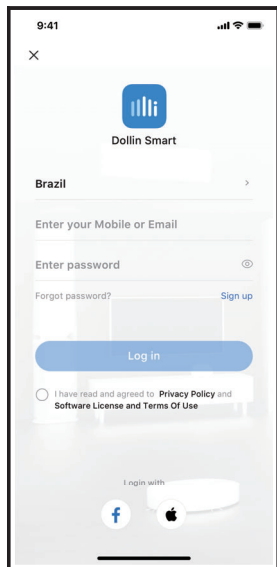 9:41
Dollin Smart
Brazil
Enter your Mobile or Email
Enter password
Forgot password? Sign up
Log in
I have read and agreed to Privacy Policy and
Software License and Terms Of Use
Login with